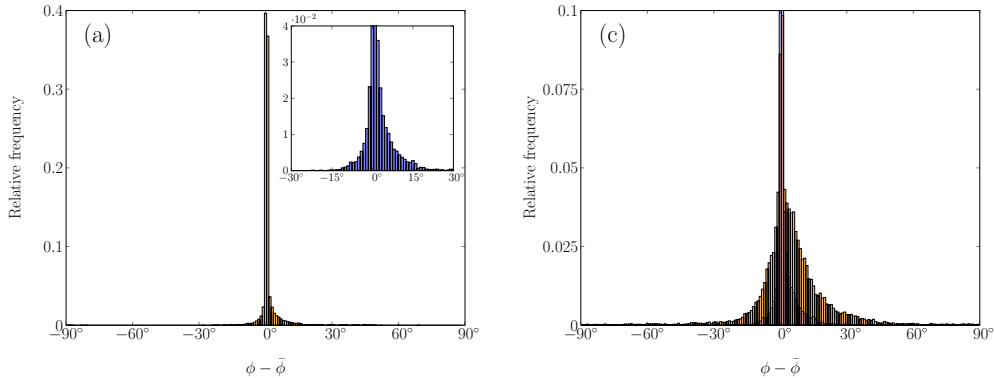 (a)
Relative frequency
0.4
0.3
0.2
0.1
0
−90° −60° −30° 0° 30° 60° 90°
ϕ − ϕ̄
4 ·10⁻²
3
2
1
0
−30° −15° 0° 15° 30°
(c)
Relative frequency
0.1
0.075
0.05
0.025
0
−90° −60° −30° 0° 30° 60° 90°
ϕ − ϕ̄